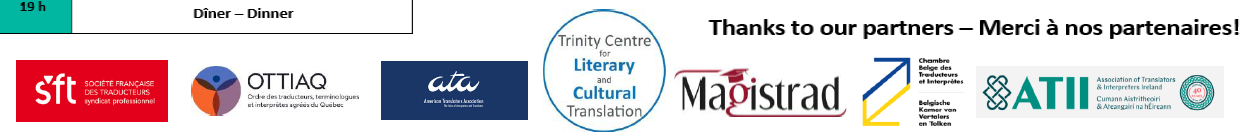 19 h
Dîner – Dinner
Thanks to our partners – Merci à nos partenaires!
sft
SOCIÉTÉ FRANÇAISE
DES TRADUCTEURS
syndicat professionnel
OTTIAQ
Ordre des traducteurs, terminologues
et interprètes agréés du Québec
ata
American Translators Association
Trinity Centre
for
Literary
and
Cultural
Translation
Magistrad
Chambre
Belge des
Traducteurs
et Interprètes
Belgische
Kamer van
Vertalers
en Tolken
ATII
Association of Translators
& Interpreters Ireland
Cumann Aistritheoirí
& Ateangairí na hÉireann
40